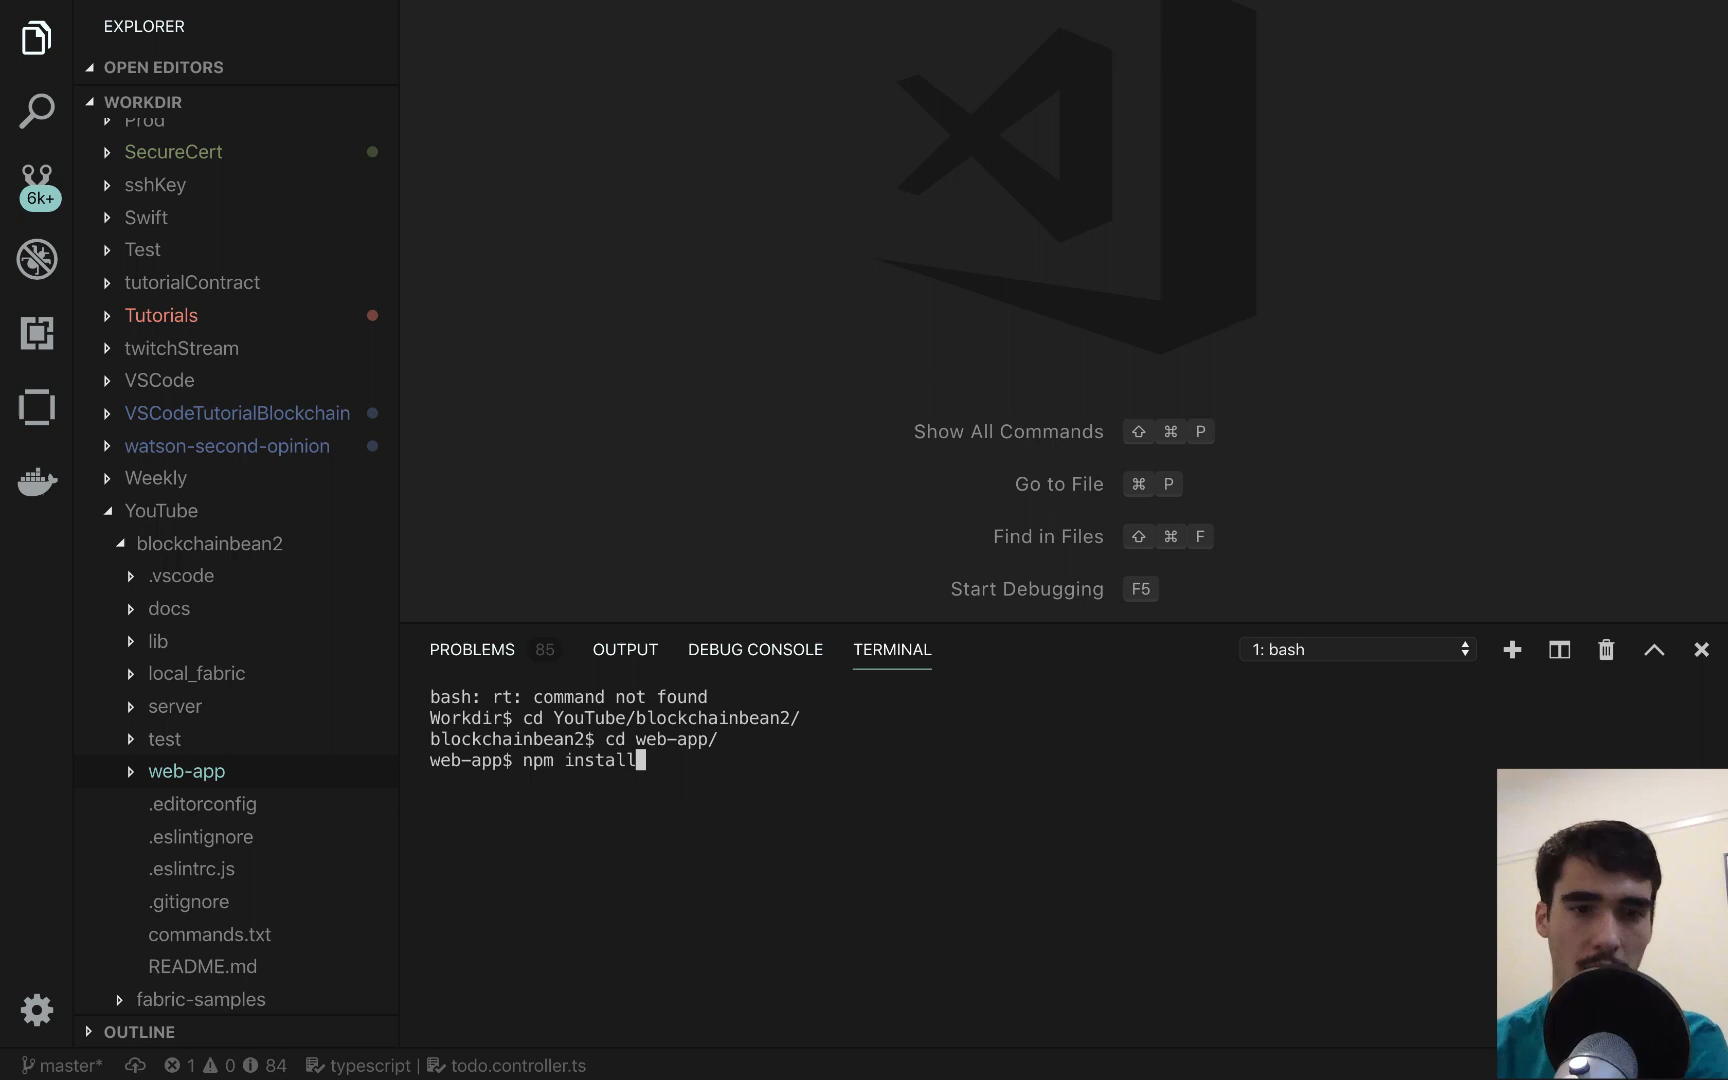 EXPLORER
OPEN EDITORS
WORKDIR
Prod
SecureCert
sshKey
6k+
Swift
Test
tutorialContract
Tutorials
twitchStream
VSCode
VSCodeTutorialBlockchain
watson-second-opinion
Weekly
YouTube
blockchainbean2
.vscode
docs
lib
local_fabric
server
test
web-app
.editorconfig
.eslintignore
.eslintrc.js
.gitignore
commands.txt
README.md
fabric-samples
OUTLINE
Show All Commands ⇧ ⌘ P
Go to File ⌘ P
Find in Files ⇧ ⌘ F
Start Debugging F5
PROBLEMS 85 OUTPUT DEBUG CONSOLE TERMINAL 1: bash
bash: rt: command not found
Workdir$ cd YouTube/blockchainbean2/
blockchainbean2$ cd web-app/
web-app$ npm install
master* 1 0 84 typescript | todo.controller.ts